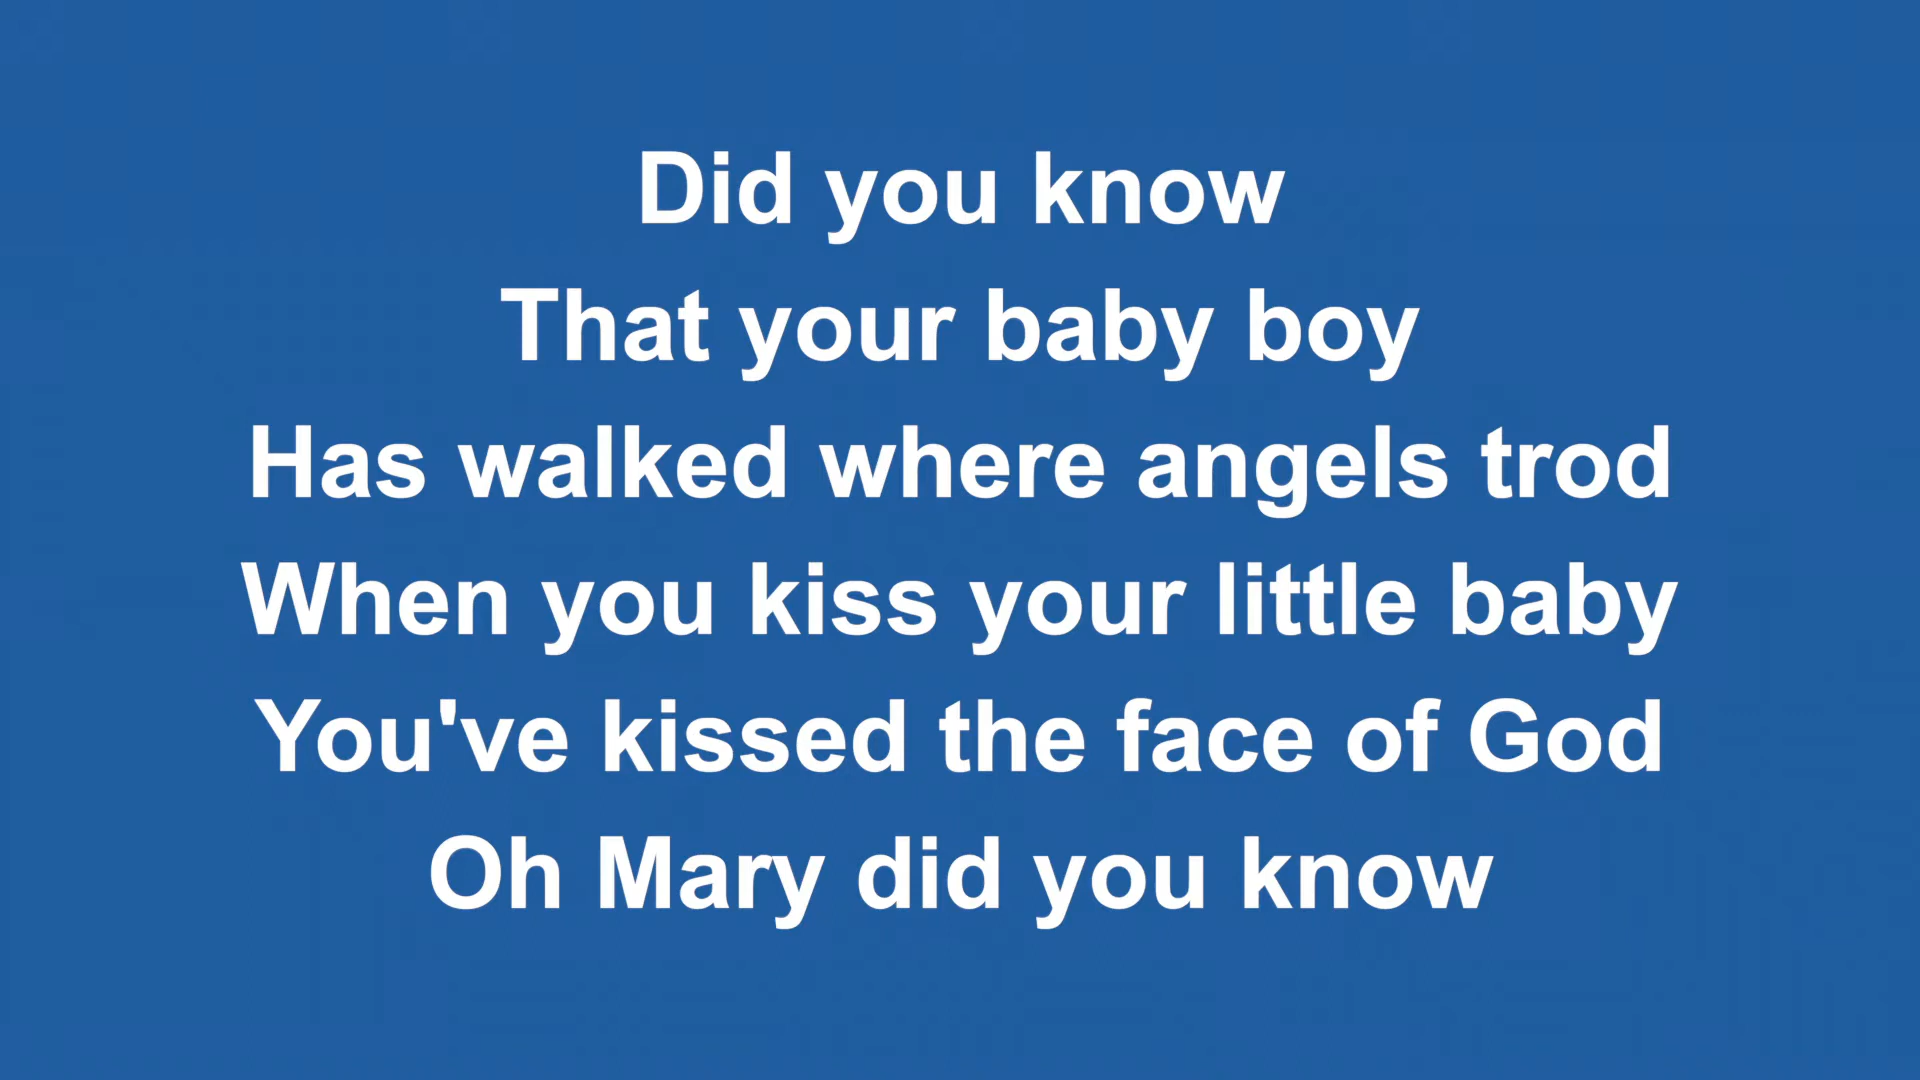 Did you know
That your baby boy
Has walked where angels trod
When you kiss your little baby
You've kissed the face of God
Oh Mary did you know